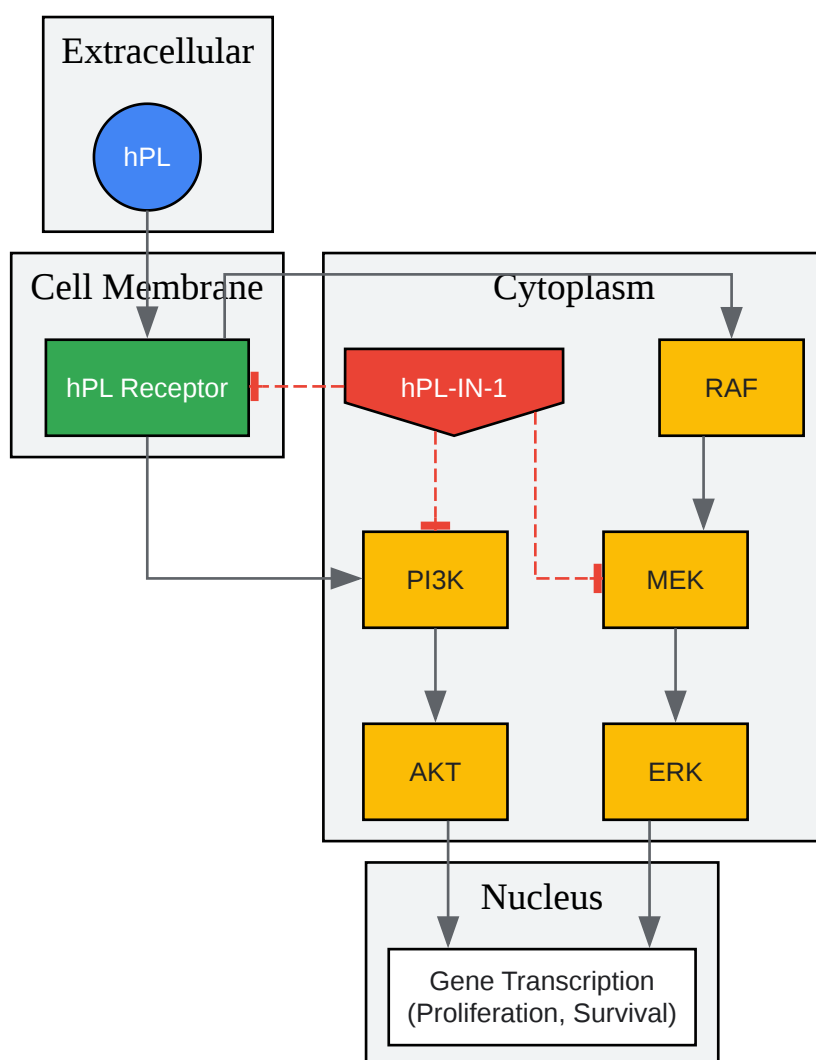 Extracellular
hPL
Cell Membrane
Cytoplasm
hPL Receptor
hPL-IN-1
RAF
PI3K
MEK
AKT
ERK
Nucleus
Gene Transcription
(Proliferation, Survival)